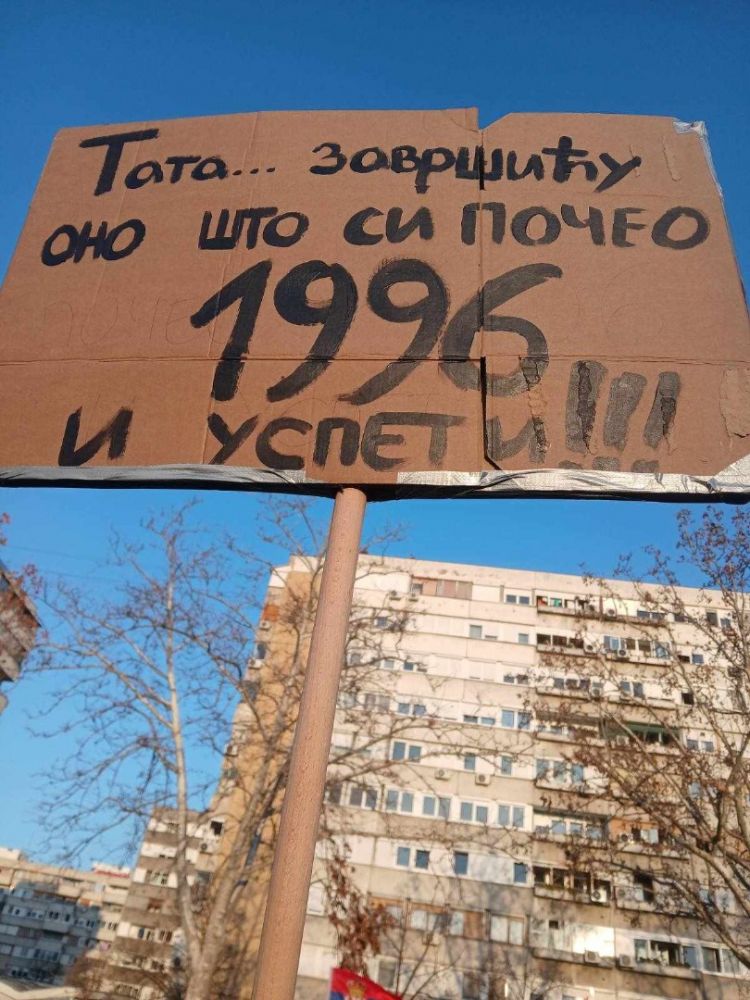 Тата... завршићу
оно што си почео
1996
и успети!!!